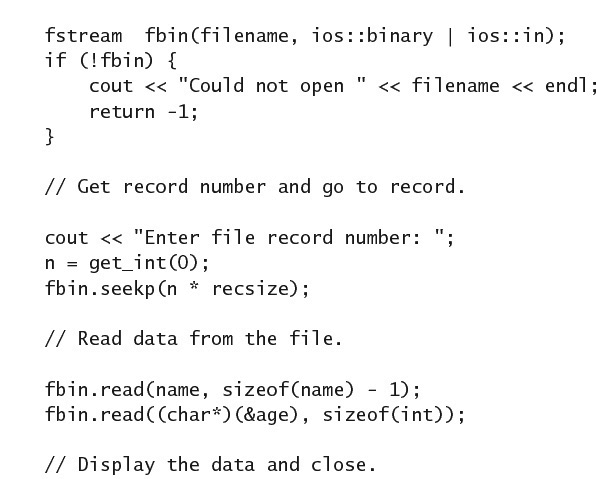 fstream  fbin(filename, ios::binary | ios::in);
if (!fbin) {
    cout << "Could not open " << filename << endl;
    return -1;
}
// Get record number and go to record.
cout << "Enter file record number: ";
n = get_int(0);
fbin.seekp(n * recsize);
// Read data from the file.
fbin.read(name, sizeof(name) - 1);
fbin.read((char*)(&age), sizeof(int));
// Display the data and close.